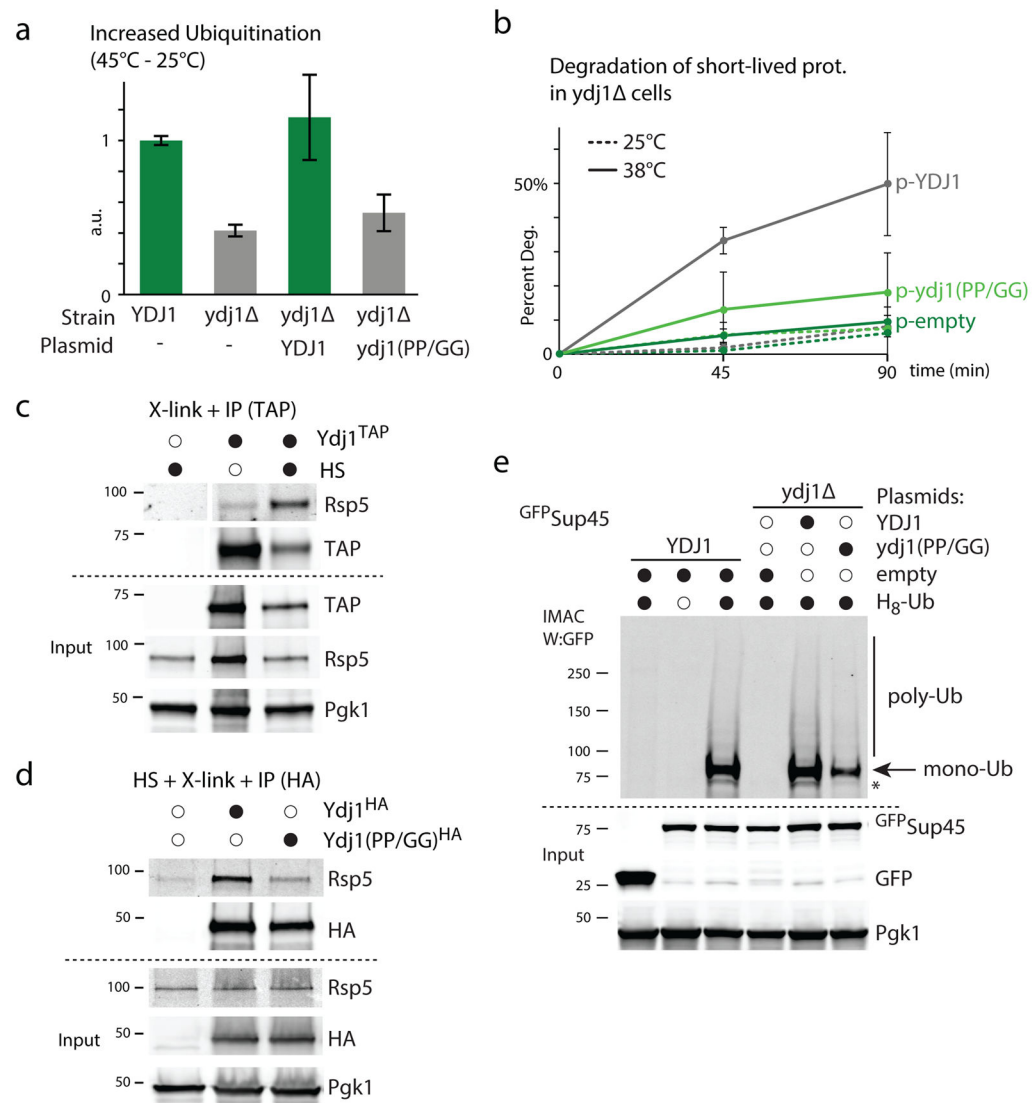 a
Increased Ubiquitination
(45°C - 25°C)
1
a.u.
0
Strain YDJ1 ydj1Δ ydj1Δ ydj1Δ
Plasmid - - YDJ1 ydj1(PP/GG)
b
Degradation of short-lived prot.
in ydj1Δ cells
25°C
38°C
50%
Percent Deg.
0
p-YDJ1
p-ydj1(PP/GG)
p-empty
0 45 90 time (min)
c
X-link + IP (TAP)
Ydj1TAP
HS
100 Rsp5
75 TAP
75 TAP
Input
100 Rsp5
50 Pgk1
d
HS + X-link + IP (HA)
Ydj1HA
Ydj1(PP/GG)HA
100 Rsp5
50 HA
100 Rsp5
Input
50 HA
50 Pgk1
e
GFPSup45
ydj1Δ Plasmids:
YDJ1
YDJ1 ydj1(PP/GG)
empty
H8-Ub
IMAC
W:GFP
250
150
100
75
poly-Ub
mono-Ub
*
75 GFPSup45
Input
25 GFP
50 Pgk1